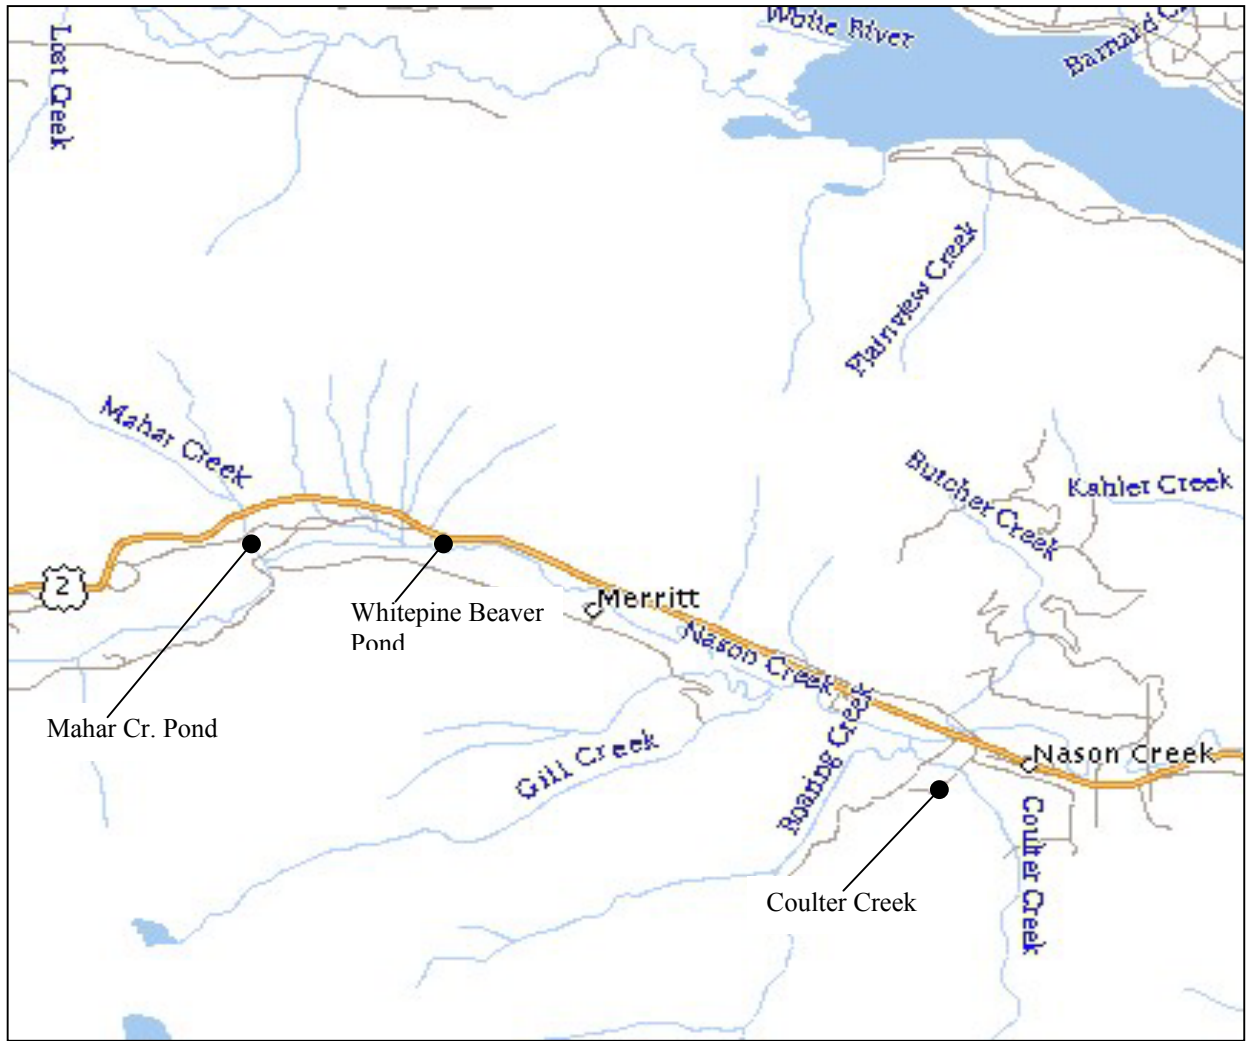 White River
Barnard C
Lost Creek
Plainview Creek
Mahar Creek
Butcher Creek
Kahler Creek
2
Whitepine Beaver
Pond
Merritt
Nason Creek
Mahar Cr. Pond
Gill Creek
Roaring Creek
Nason Creek
Coulter Creek
Coulter Creek